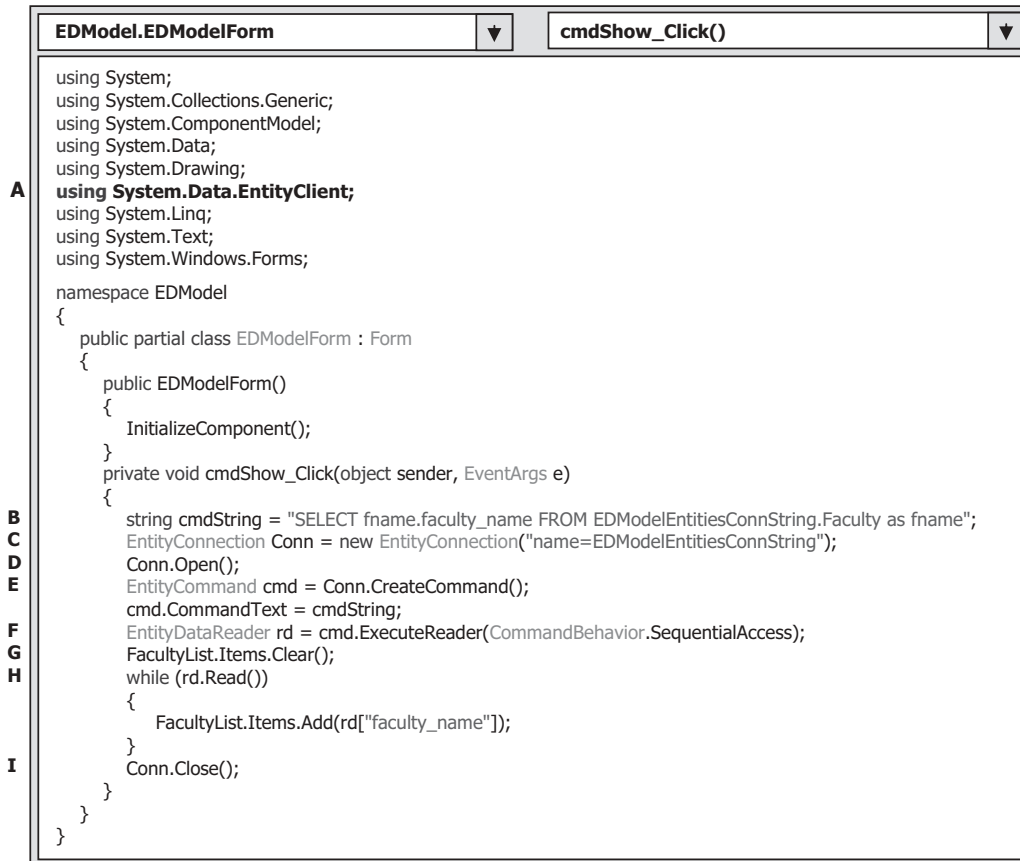 EDModel.EDModelForm cmdShow_Click()
using System;
using System.Collections.Generic;
using System.ComponentModel;
using System.Data;
using System.Drawing;
A using System.Data.EntityClient;
using System.Linq;
using System.Text;
using System.Windows.Forms;
namespace EDModel
{
public partial class EDModelForm : Form
{
public EDModelForm()
{
InitializeComponent();
}
private void cmdShow_Click(object sender, EventArgs e)
{
B string cmdString = "SELECT fname.faculty_name FROM EDModelEntitiesConnString.Faculty as fname";
C EntityConnection Conn = new EntityConnection("name=EDModelEntitiesConnString");
D Conn.Open();
E EntityCommand cmd = Conn.CreateCommand();
cmd.CommandText = cmdString;
F EntityDataReader rd = cmd.ExecuteReader(CommandBehavior.SequentialAccess);
G FacultyList.Items.Clear();
H while (rd.Read())
{
FacultyList.Items.Add(rd["faculty_name"]);
}
I Conn.Close();
}
}
}